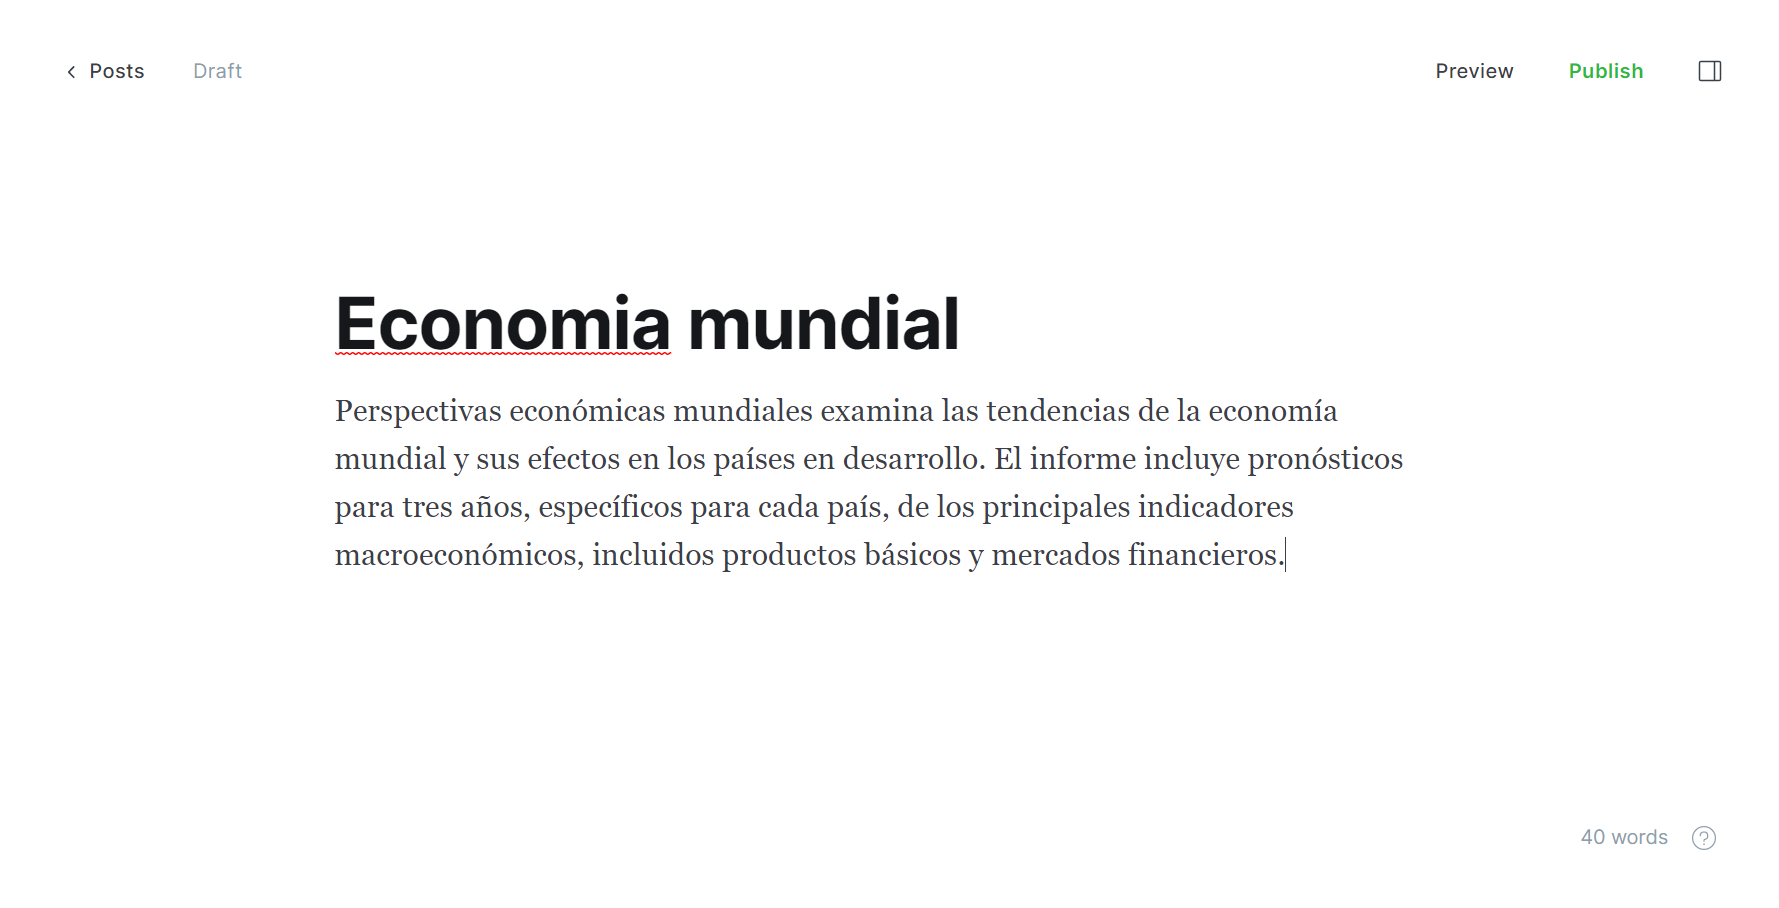 Posts
Draft
Preview
Publish
Economia mundial
Perspectivas económicas mundiales examina las tendencias de la economía
mundial y sus efectos en los países en desarrollo. El informe incluye pronósticos
para tres años, específicos para cada país, de los principales indicadores
macroeconómicos, incluidos productos básicos y mercados financieros.
40 words
?